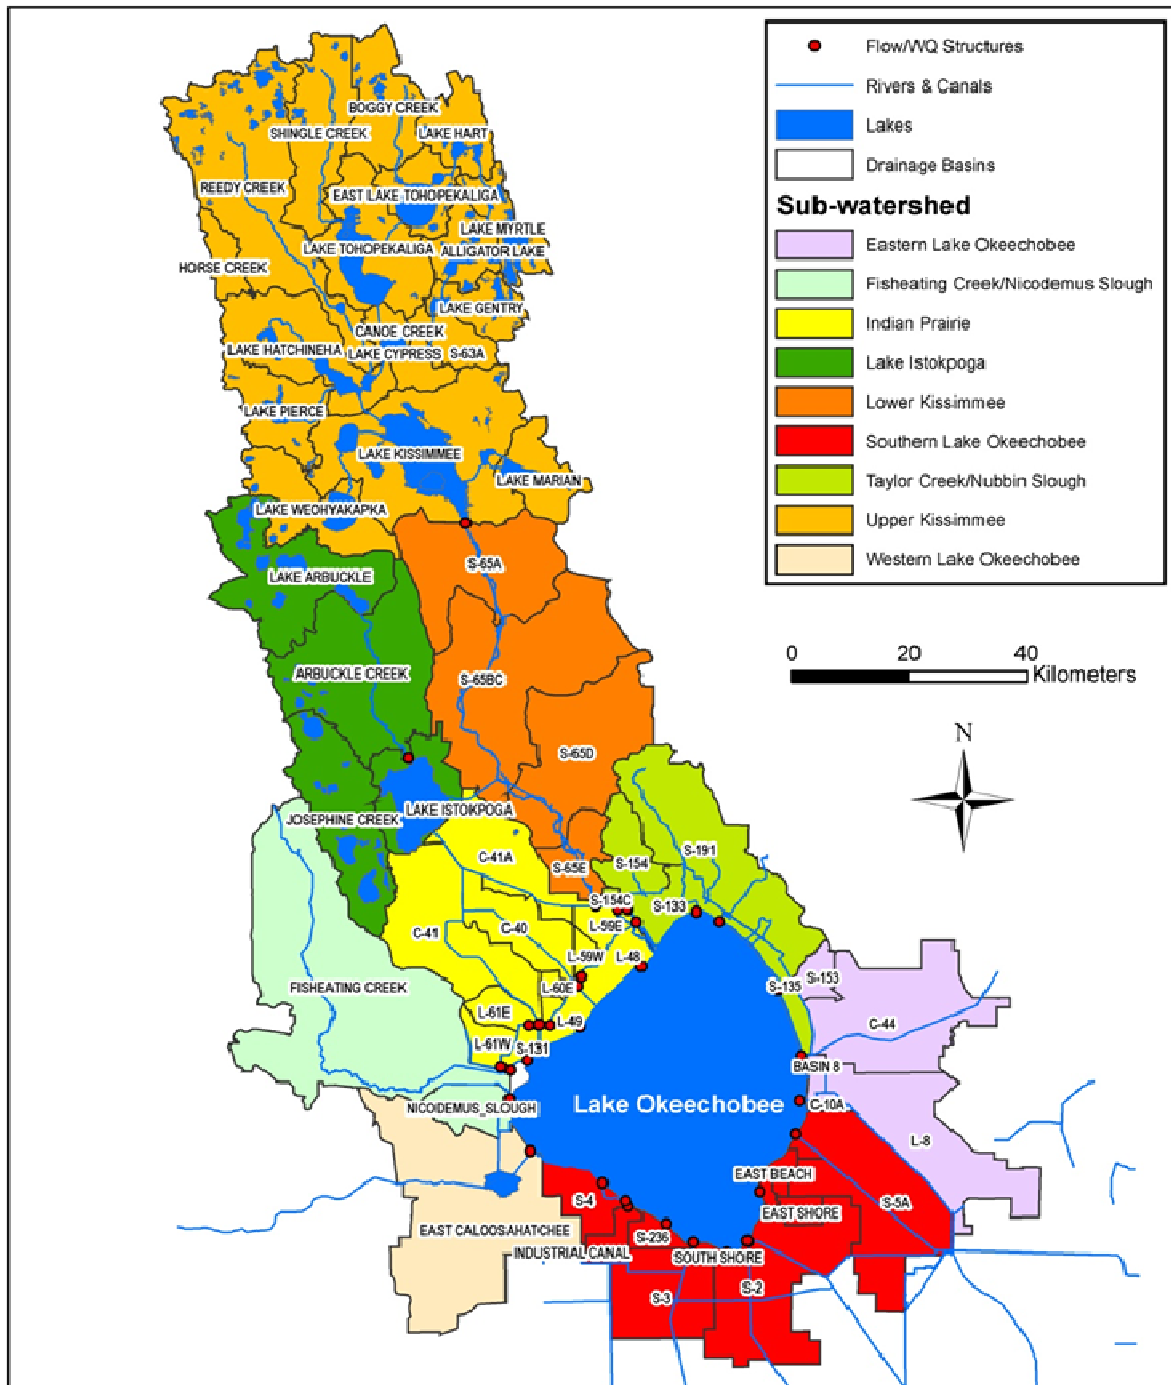 Flow/WQ Structures
Rivers & Canals
Lakes
Drainage Basins
Sub-watershed
Eastern Lake Okeechobee
Fisheating Creek/Nicodemus Slough
Indian Prairie
Lake Istokpoga
Lower Kissimmee
Southern Lake Okeechobee
Taylor Creek/Nubbin Slough
Upper Kissimmee
Western Lake Okeechobee
0 20 40
Kilometers
N
BOGGY CREEK
SHINGLE CREEK
LAKE HART
REEDY CREEK
EAST LAKE TOHOPEKALIGA
LAKE MYRTLE
LAKE TOHOPEKALIGA
ALLIGATOR LAKE
HORSE CREEK
LAKE GENTRY
CANOE CREEK
LAKE HATCHINEHA
LAKE CYPRESS
S-63A
LAKE PIERCE
LAKE KISSIMMEE
LAKE MARIAN
LAKE WEOHYAKAPKA
S-65A
LAKE ARBUCKLE
ARBUCKLE CREEK
S-65BC
S-65D
LAKE ISTOIKPOGA
JOSEPHINE CREEK
C-41A
S-65E
S-154
S-191
S-154C
S-133
L-59E
C-40
C-41
L-59W
L-48
S-153
S-135
FISHEATING CREEK
L-60E
L-61E
L-49
C-44
L-61W
S-131
BASIN 8
NICOIDEMUS_SLOUGH
Lake Okeechobee
C-10A
L-8
EAST BEACH
S-4
S-5A
EAST SHORE
EAST CALOOSAHATCHEE
S-236
INDUSTRIAL CANAL
SOUTH SHORE
S-3
S-2